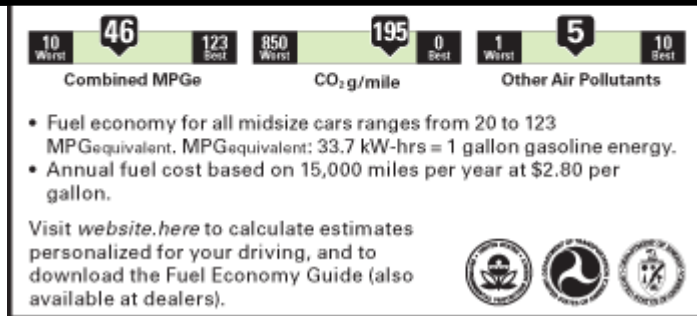 46 195 5
10 Worst 123 Best 850 Worst 0 Best 1 Worst 10 Best
Combined MPGe CO₂ g/mile Other Air Pollutants
• Fuel economy for all midsize cars ranges from 20 to 123
MPGequivalent. MPGequivalent: 33.7 kW-hrs = 1 gallon gasoline energy.
• Annual fuel cost based on 15,000 miles per year at $2.80 per
gallon.
Visit website.here to calculate estimates
personalized for your driving, and to
download the Fuel Economy Guide (also
available at dealers).